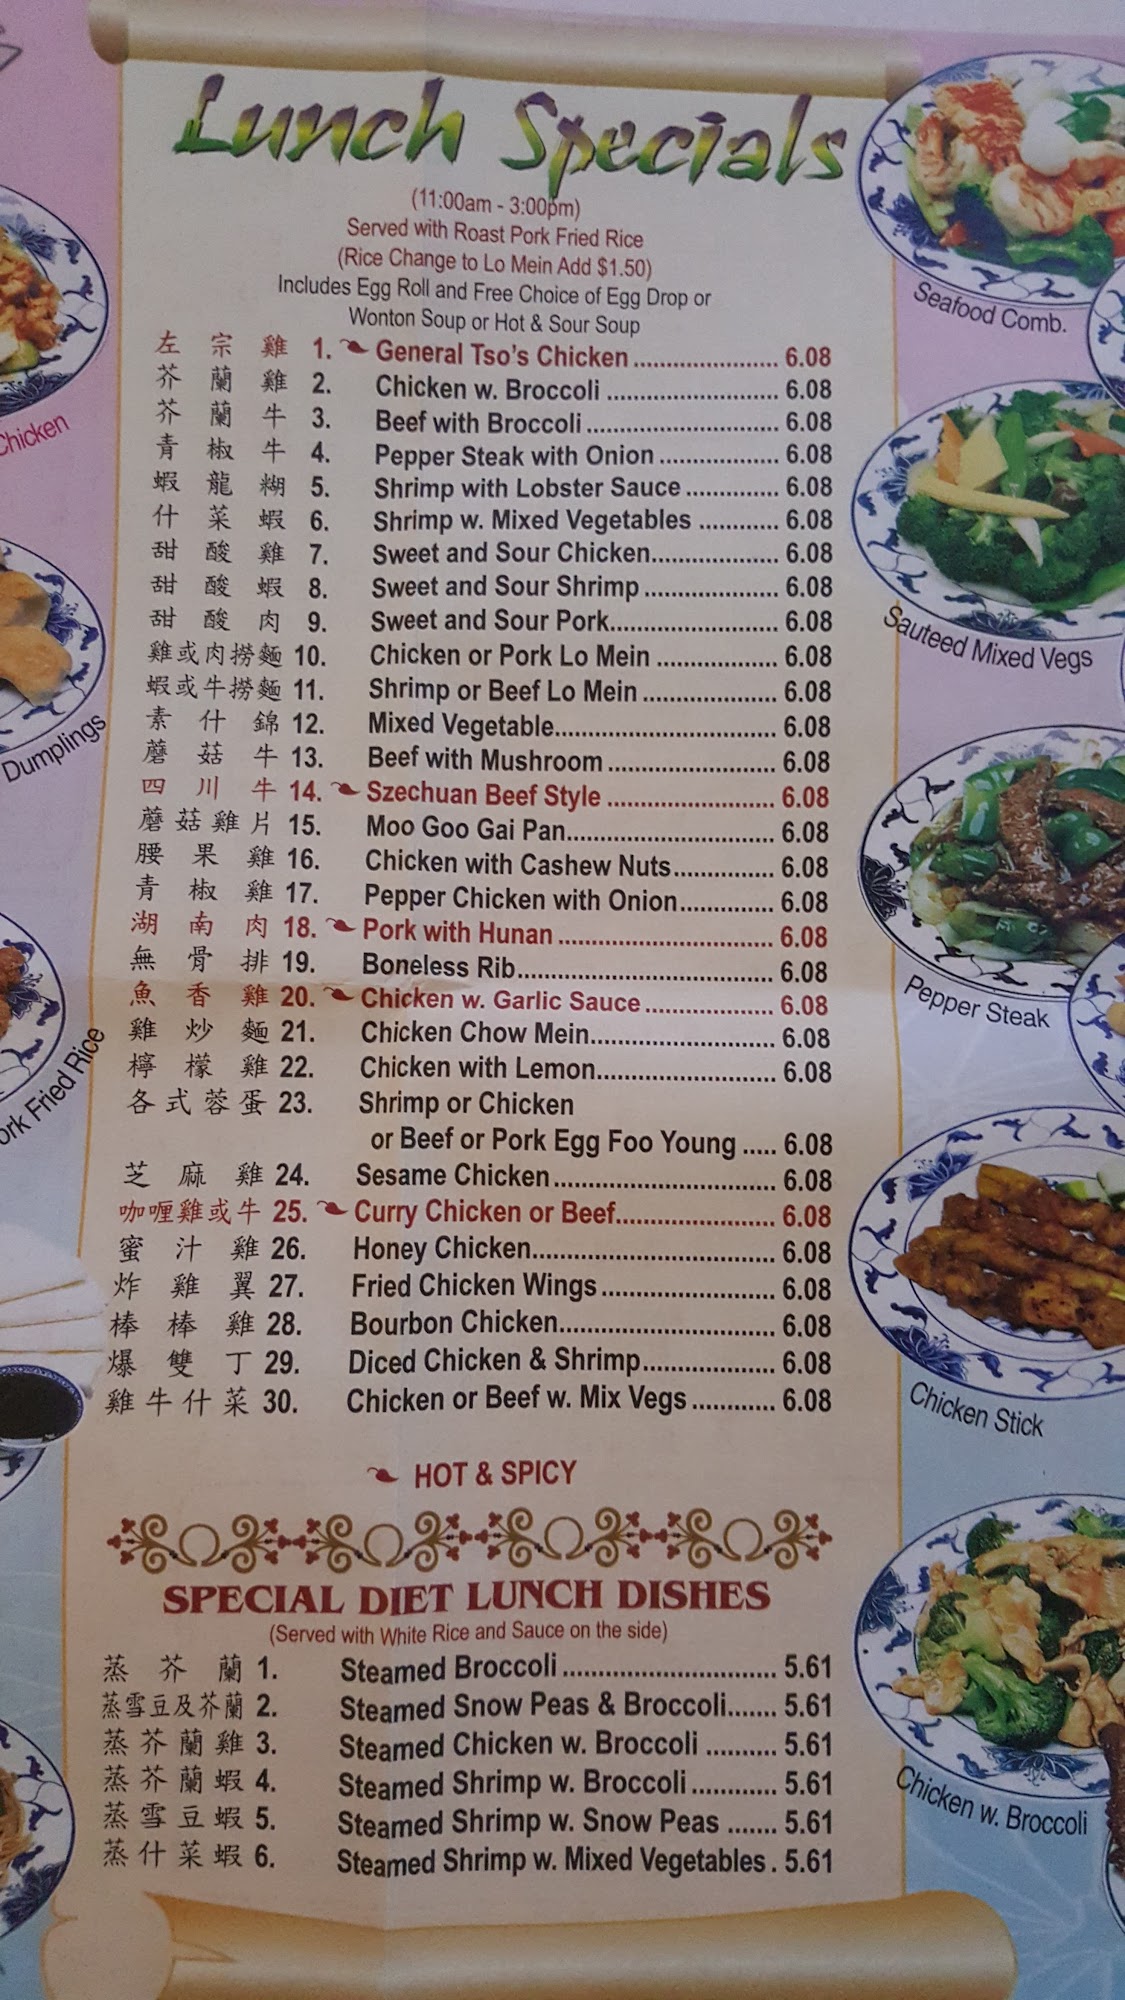 Lunch Specials
(11:00am - 3:00pm)
Served with Roast Pork Fried Rice
(Rice Change to Lo Mein Add $1.50)
Includes Egg Roll and Free Choice of Egg Drop or
Wonton Soup or Hot & Sour Soup
左宗雞 1. General Tso's Chicken ...................... 6.08
芥蘭雞 2. Chicken w. Broccoli .......................... 6.08
芥蘭牛 3. Beef with Broccoli ............................. 6.08
青椒牛 4. Pepper Steak with Onion .................. 6.08
蝦龍糊 5. Shrimp with Lobster Sauce .............. 6.08
什菜蝦 6. Shrimp w. Mixed Vegetables ............ 6.08
甜酸雞 7. Sweet and Sour Chicken................... 6.08
甜酸蝦 8. Sweet and Sour Shrimp .................... 6.08
甜酸肉 9. Sweet and Sour Pork......................... 6.08
雞或肉撈麵 10. Chicken or Pork Lo Mein .................. 6.08
蝦或牛撈麵 11. Shrimp or Beef Lo Mein .................... 6.08
素什錦 12. Mixed Vegetable................................. 6.08
蘑菇牛 13. Beef with Mushroom ......................... 6.08
四川牛 14. Szechuan Beef Style ......................... 6.08
蘑菇雞片 15. Moo Goo Gai Pan............................... 6.08
腰果雞 16. Chicken with Cashew Nuts............... 6.08
青椒雞 17. Pepper Chicken with Onion.............. 6.08
湖南肉 18. Pork with Hunan ................................ 6.08
無骨排 19. Boneless Rib...................................... 6.08
魚香雞 20. Chicken w. Garlic Sauce ................... 6.08
雞炒麵 21. Chicken Chow Mein........................... 6.08
檸檬雞 22. Chicken with Lemon.......................... 6.08
各式蓉蛋 23. Shrimp or Chicken
or Beef or Pork Egg Foo Young ..... 6.08
芝麻雞 24. Sesame Chicken ................................. 6.08
咖喱雞或牛 25. Curry Chicken or Beef....................... 6.08
蜜汁雞 26. Honey Chicken.................................... 6.08
炸雞翼 27. Fried Chicken Wings .......................... 6.08
棒棒雞 28. Bourbon Chicken................................ 6.08
爆雙丁 29. Diced Chicken & Shrimp.................... 6.08
雞牛什菜 30. Chicken or Beef w. Mix Vegs ............ 6.08
HOT & SPICY
SPECIAL DIET LUNCH DISHES
(Served with White Rice and Sauce on the side)
蒸芥蘭 1. Steamed Broccoli ............................... 5.61
蒸雪豆及芥蘭 2. Steamed Snow Peas & Broccoli....... 5.61
蒸芥蘭雞 3. Steamed Chicken w. Broccoli .......... 5.61
蒸芥蘭蝦 4. Steamed Shrimp w. Broccoli ............ 5.61
蒸雪豆蝦 5. Steamed Shrimp w. Snow Peas ....... 5.61
蒸什菜蝦 6. Steamed Shrimp w. Mixed Vegetables . 5.61
Chicken
Dumplings
ork Fried Rice
Seafood Comb.
Sauteed Mixed Vegs
Pepper Steak
Chicken Stick
Chicken w. Broccoli